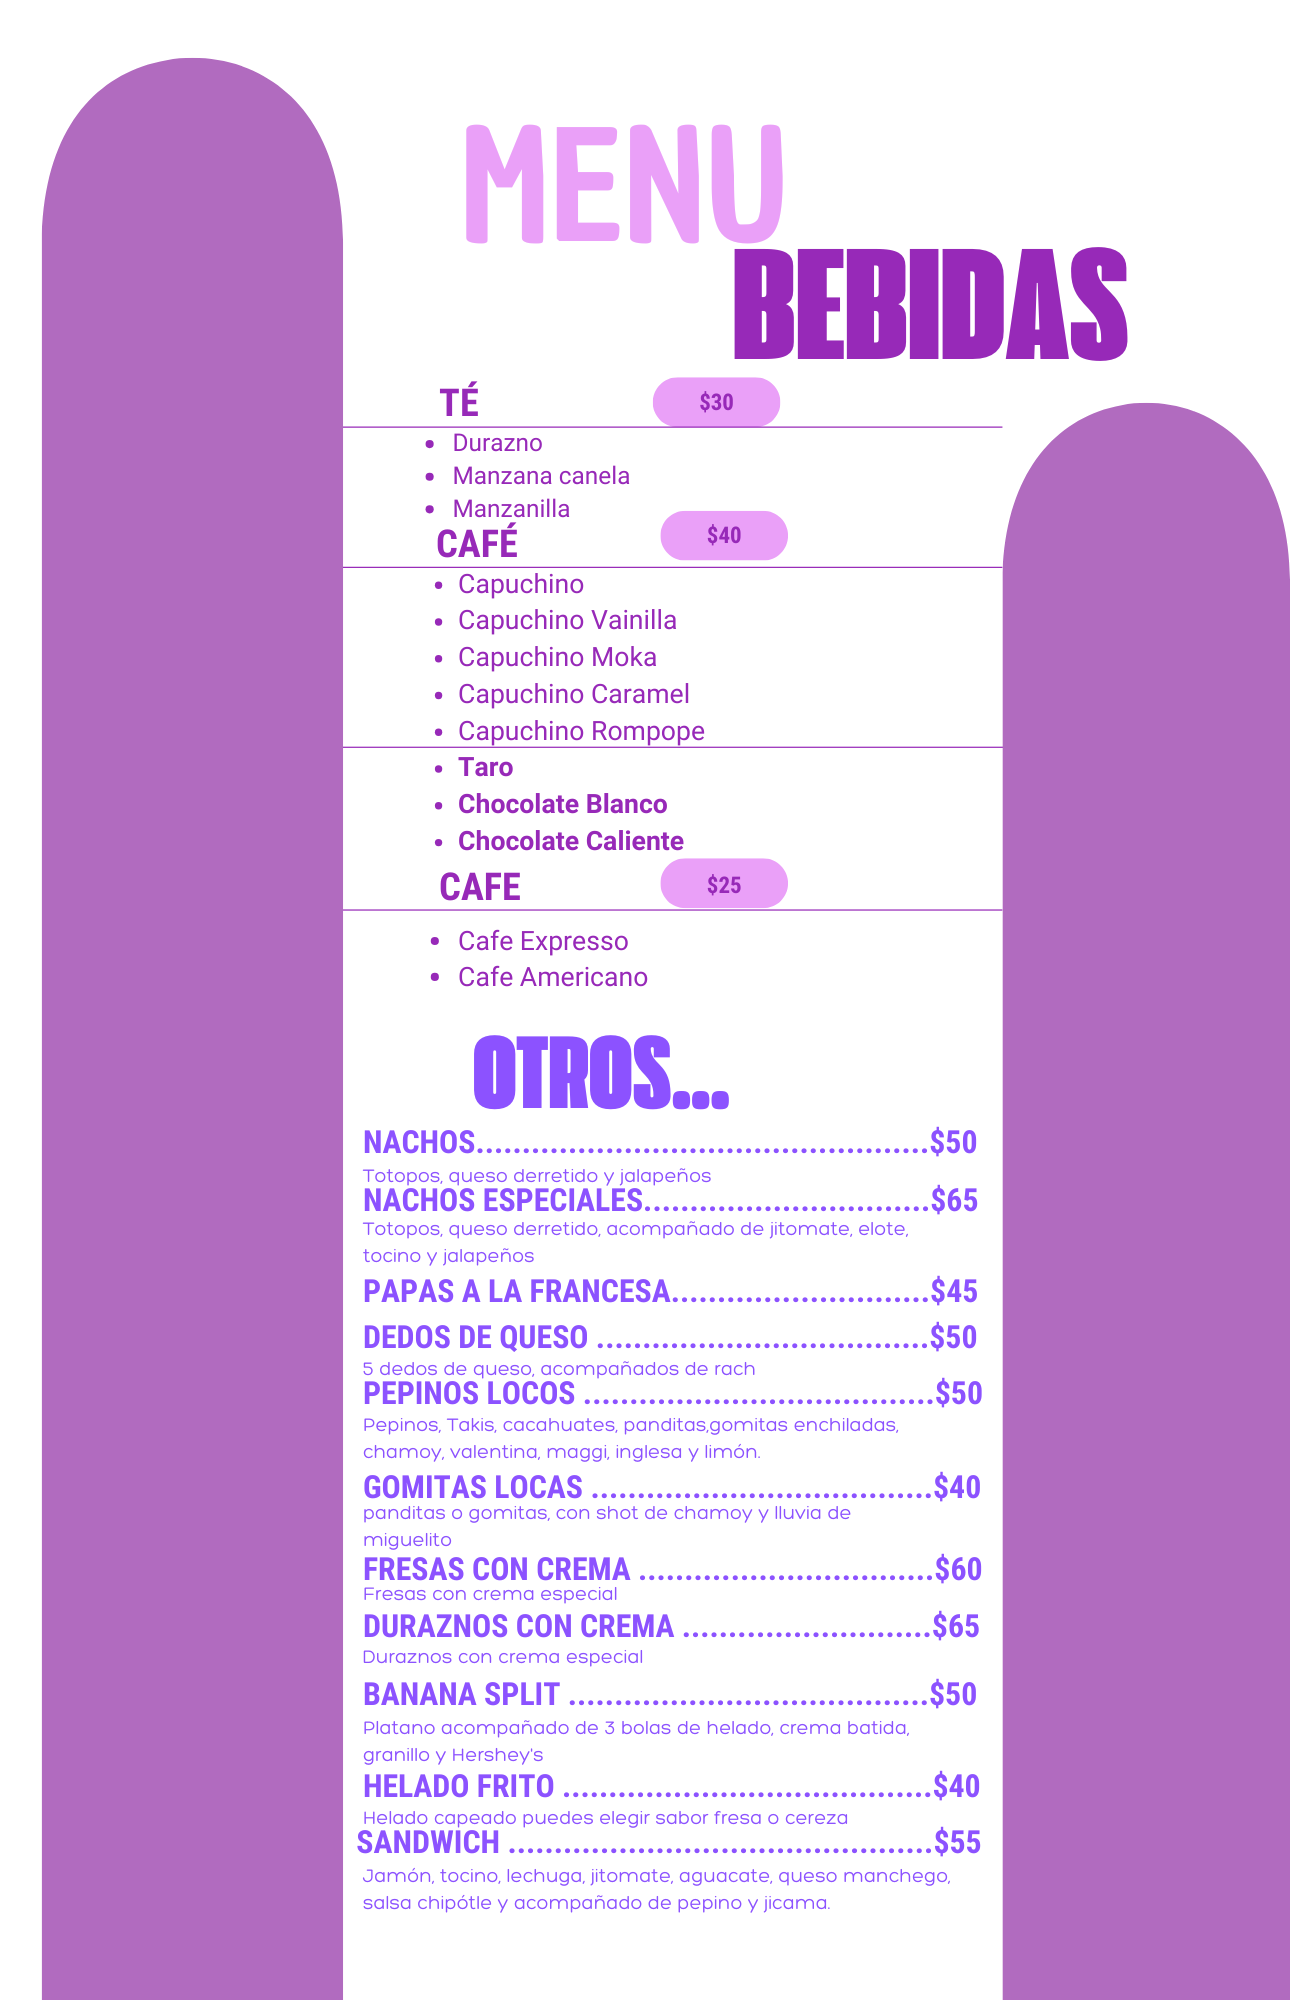 MENU
BEBIDAS
TÉ $30
• Durazno
• Manzana canela
• Manzanilla
CAFÉ $40
• Capuchino
• Capuchino Vainilla
• Capuchino Moka
• Capuchino Caramel
• Capuchino Rompope
• Taro
• Chocolate Blanco
• Chocolate Caliente
CAFE $25
• Cafe Expresso
• Cafe Americano
OTROS...
NACHOS.................................................$50
Totopos, queso derretido y jalapeños
NACHOS ESPECIALES...............................$65
Totopos, queso derretido, acompañado de jitomate, elote,
tocino y jalapeños
PAPAS A LA FRANCESA............................$45
DEDOS DE QUESO ....................................$50
5 dedos de queso, acompañados de rach
PEPINOS LOCOS ......................................$50
Pepinos, Takis, cacahuates, panditas,gomitas enchiladas,
chamoy, valentina, maggi, inglesa y limón.
GOMITAS LOCAS .....................................$40
panditas o gomitas, con shot de chamoy y lluvia de
miguelito
FRESAS CON CREMA ................................$60
Fresas con crema especial
DURAZNOS CON CREMA ...........................$65
Duraznos con crema especial
BANANA SPLIT .......................................$50
Platano acompañado de 3 bolas de helado, crema batida,
granillo y Hershey's
HELADO FRITO ........................................$40
Helado capeado puedes elegir sabor fresa o cereza
SANDWICH ..............................................$55
Jamón, tocino, lechuga, jitomate, aguacate, queso manchego,
salsa chipótle y acompañado de pepino y jicama.